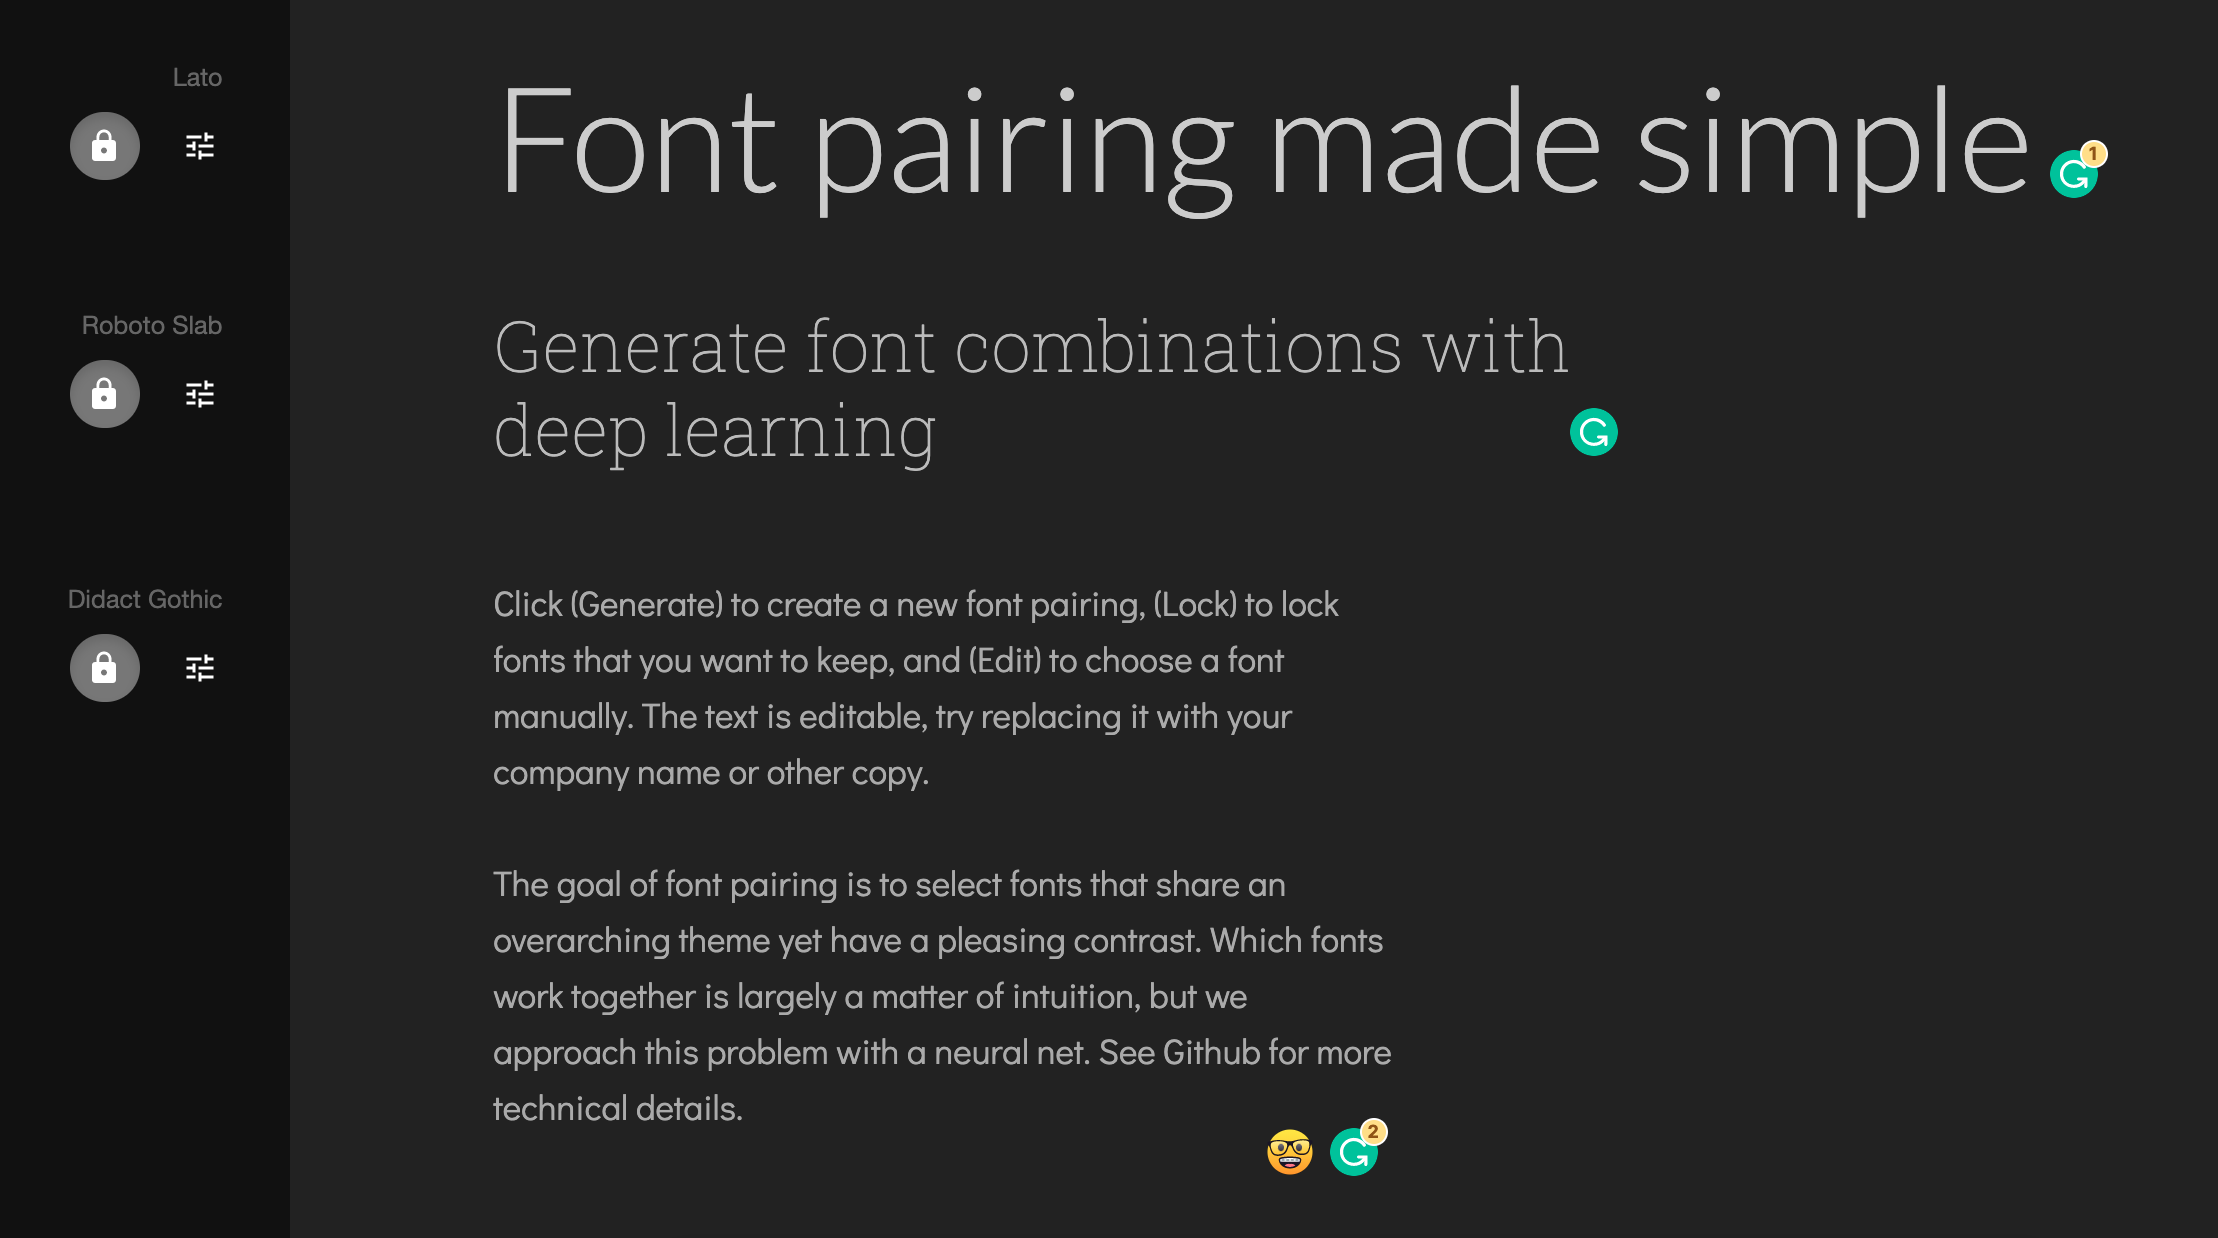 Lato
Font pairing made simple
1
Roboto Slab
Generate font combinations with
deep learning
Didact Gothic
Click (Generate) to create a new font pairing, (Lock) to lock
fonts that you want to keep, and (Edit) to choose a font
manually. The text is editable, try replacing it with your
company name or other copy.
The goal of font pairing is to select fonts that share an
overarching theme yet have a pleasing contrast. Which fonts
work together is largely a matter of intuition, but we
approach this problem with a neural net. See Github for more
technical details.
2